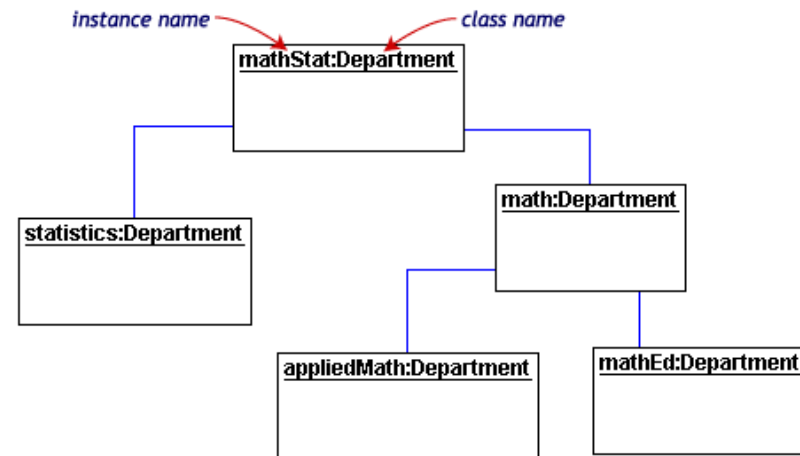 instance name
class name
mathStat:Department
math:Department
statistics:Department
appliedMath:Department
mathEd:Department